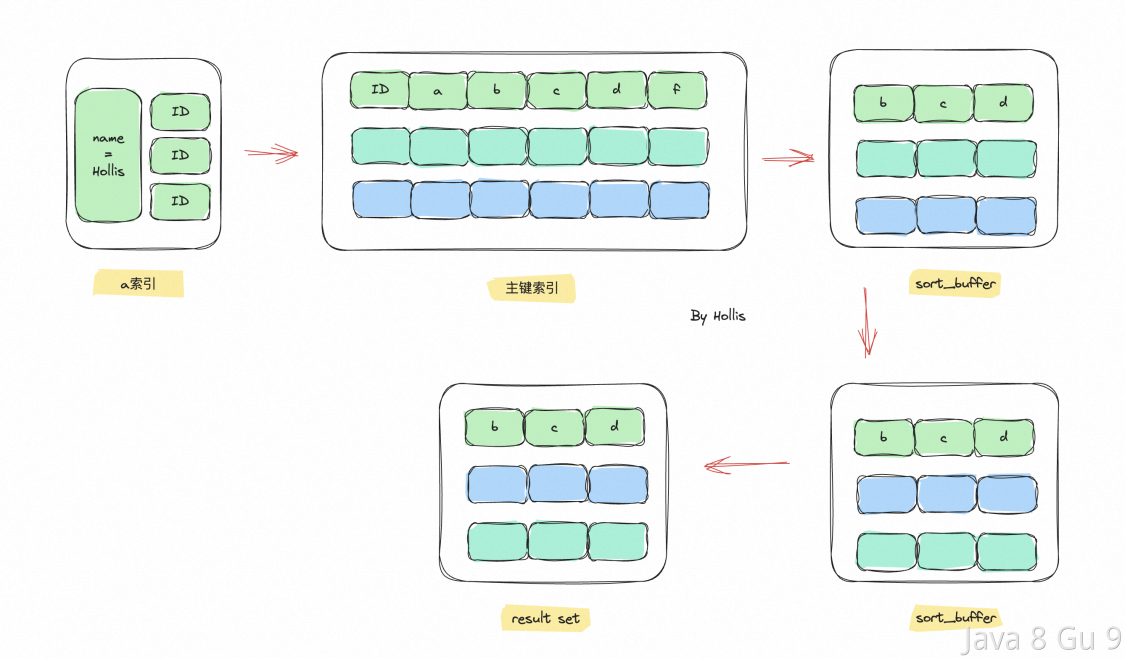 name
=
Hollis
ID
ID
ID
a索引
ID a b c d f
主键索引
b c d
sort_buffer
By Hollis
b c d
result set
b c d
sort_buffer
Java 8 Gu 9